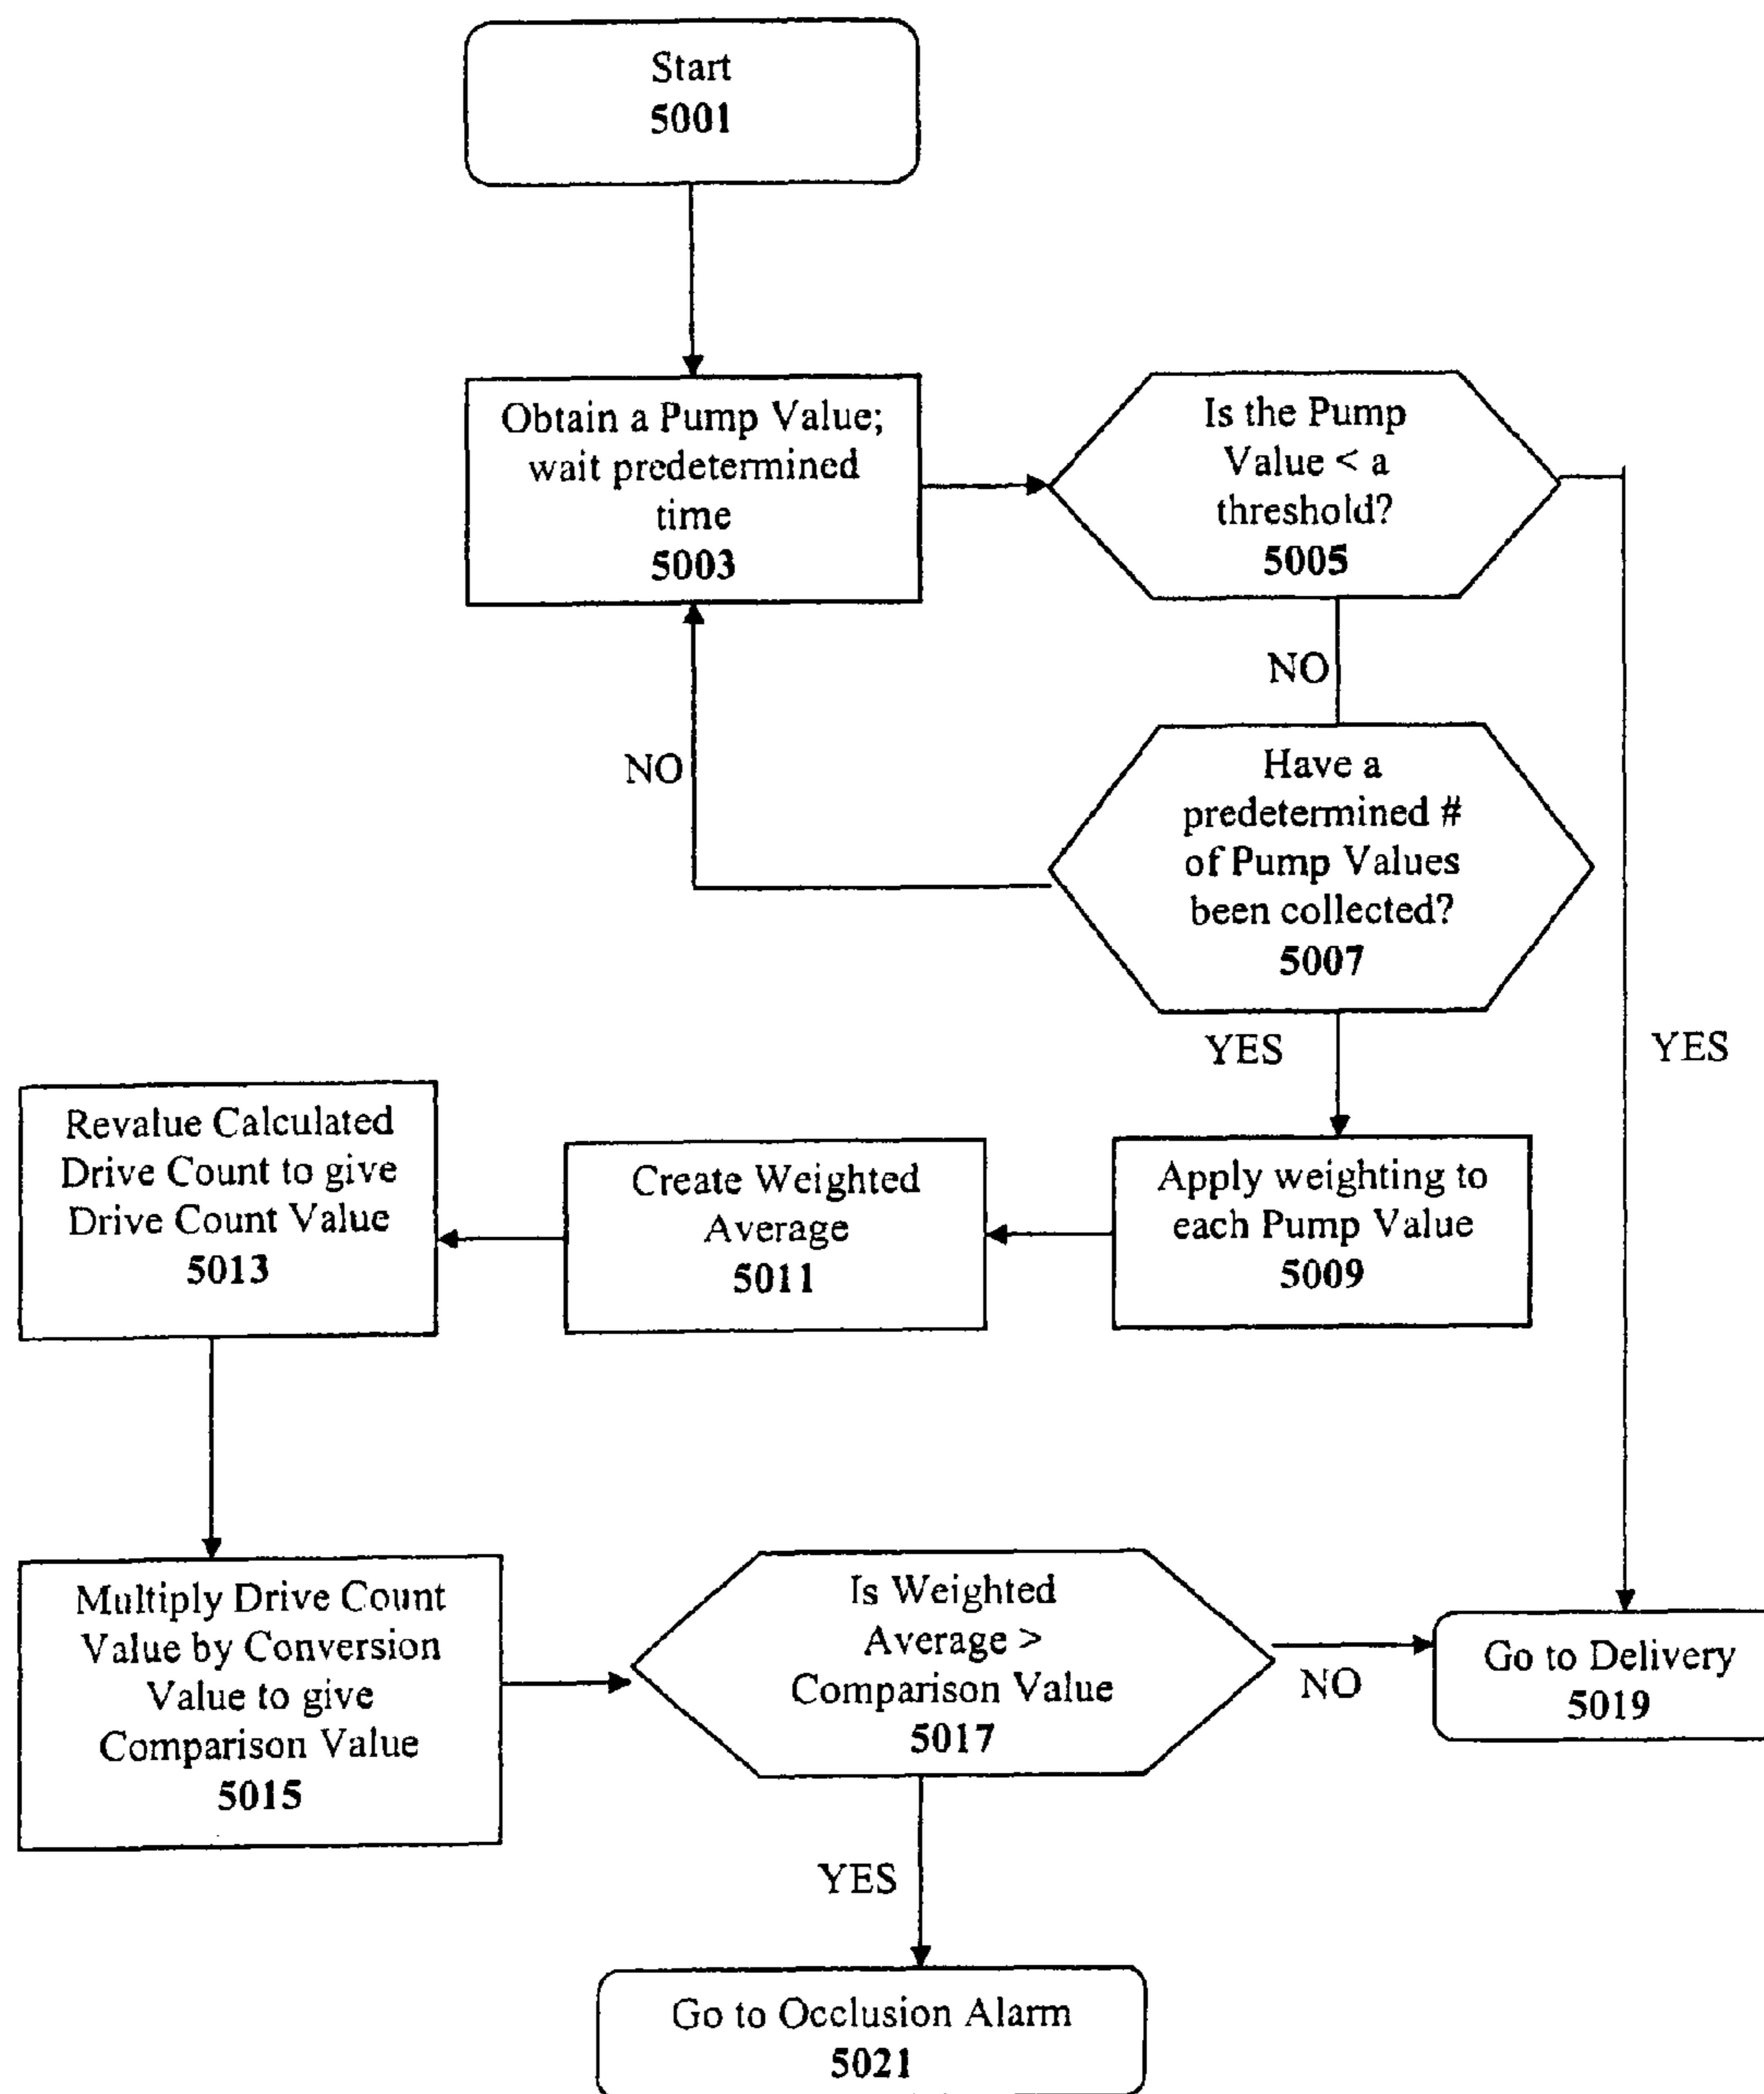 Start
5001
Obtain a Pump Value;
wait predetermined
time
5003
Is the Pump
Value < a
threshold?
5005
NO
NO
Have a
predetermined #
of Pump Values
been collected?
5007
YES
YES
Revalue Calculated
Drive Count to give
Drive Count Value
5013
Create Weighted
Average
5011
Apply weighting to
each Pump Value
5009
Multiply Drive Count
Value by Conversion
Value to give
Comparison Value
5015
Is Weighted
Average >
Comparison Value
5017
NO
Go to Delivery
5019
YES
Go to Occlusion Alarm
5021